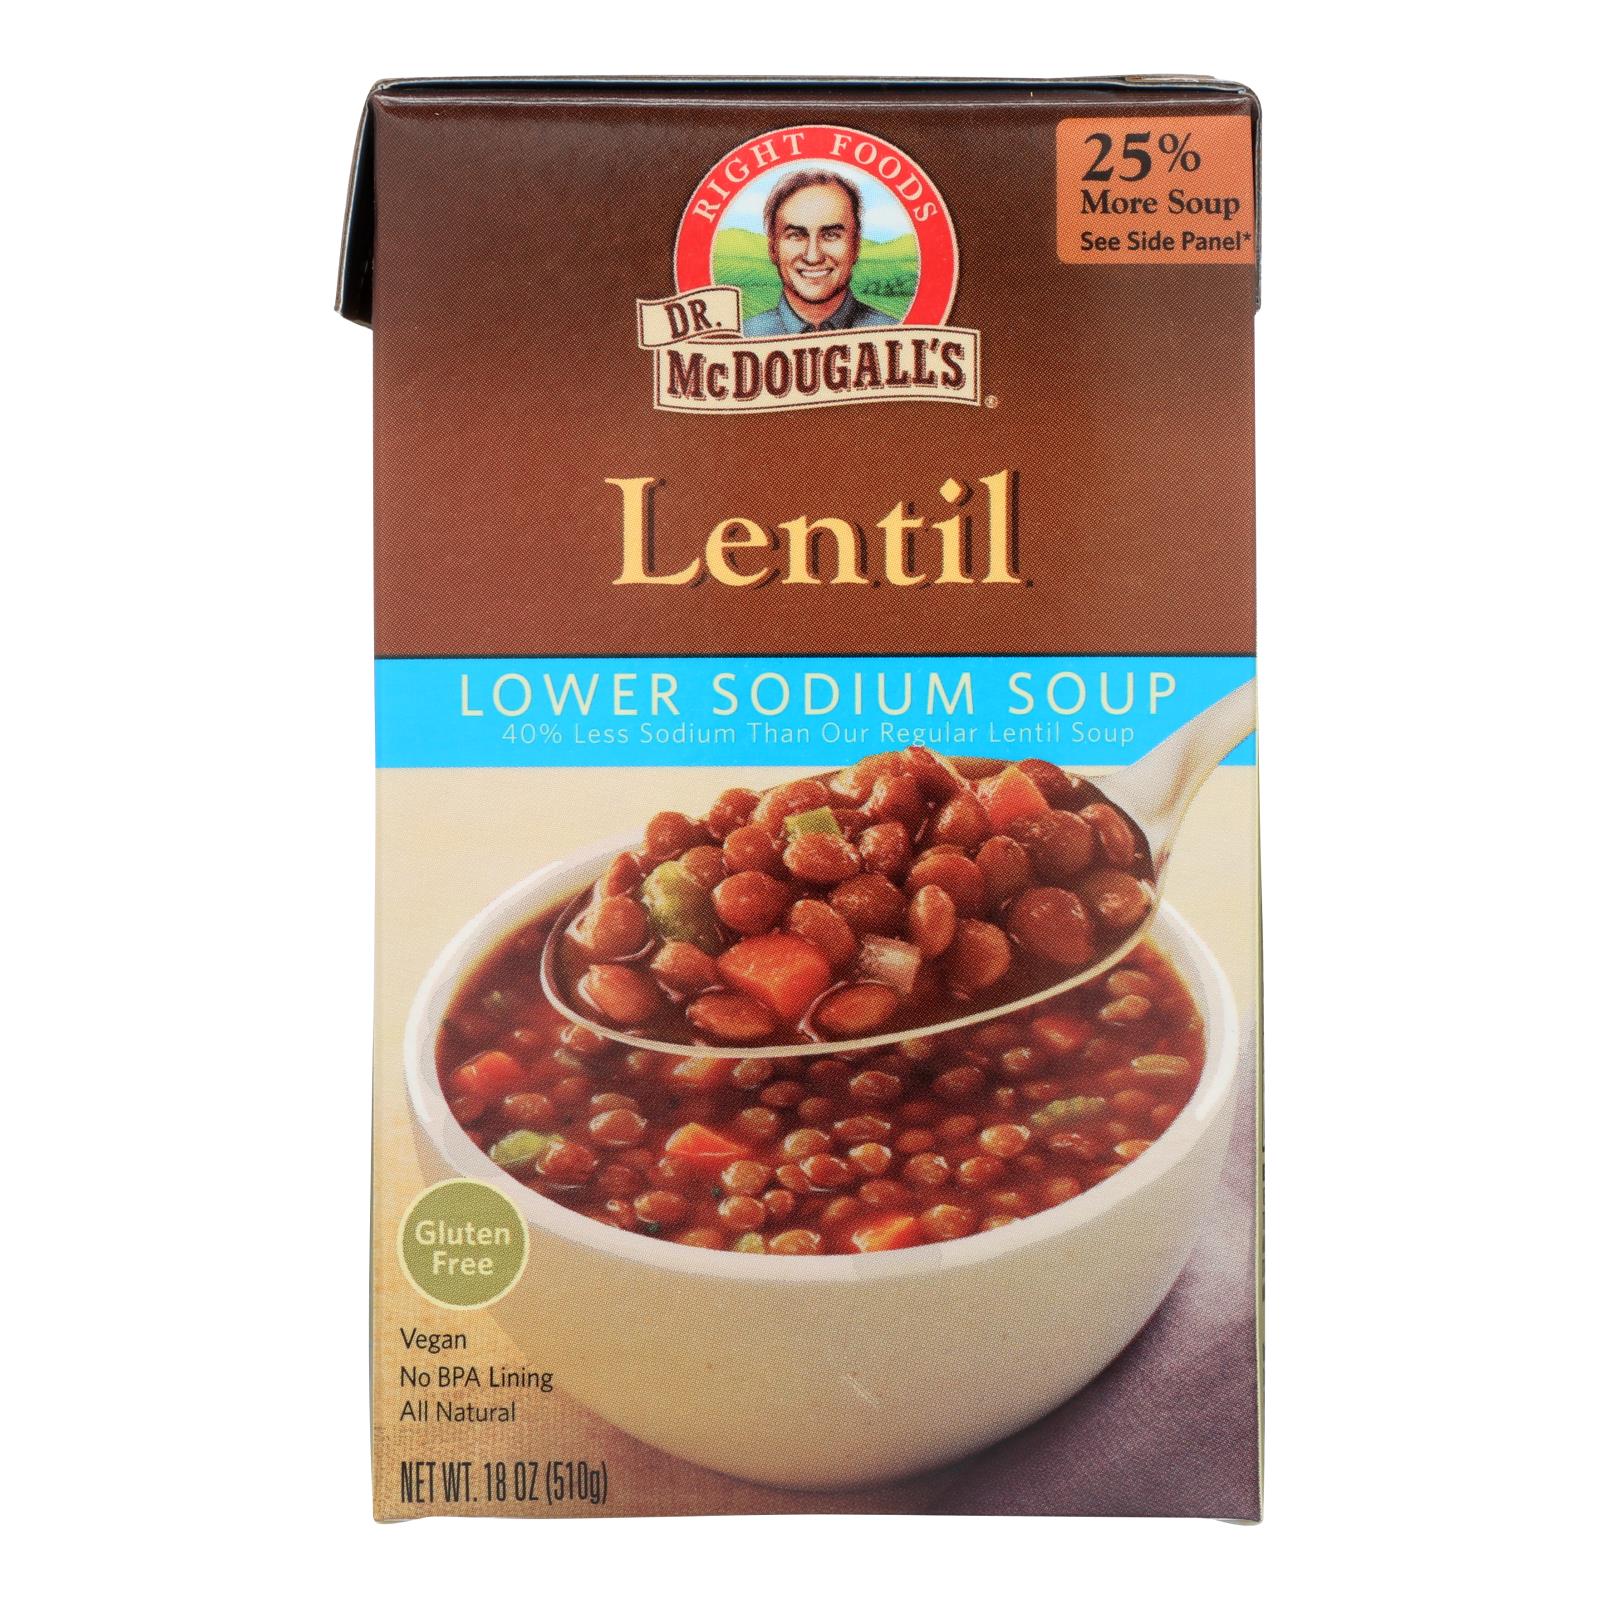 RIGHT FOODS
DR.
McDOUGALL'S®
25%
More Soup
See Side Panel*
Lentil
LOWER SODIUM SOUP
40% Less Sodium Than Our Regular Lentil Soup
Gluten
Free
Vegan
No BPA Lining
All Natural
NET WT. 18 OZ (510g)